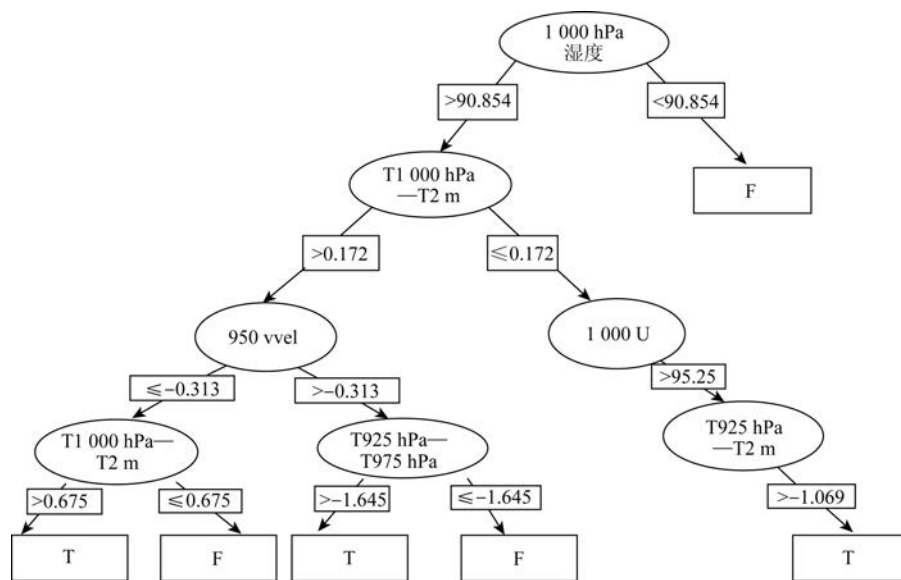 1 000 hPa
湿度
>90.854
<90.854
T1 000 hPa
—T2 m
F
>0.172
≤0.172
950 vvel
1 000 U
≤−0.313
>−0.313
>95.25
T1 000 hPa—
T2 m
T925 hPa—
T975 hPa
T925 hPa
—T2 m
>0.675
≤0.675
>−1.645
≤−1.645
>−1.069
T
F
T
F
T